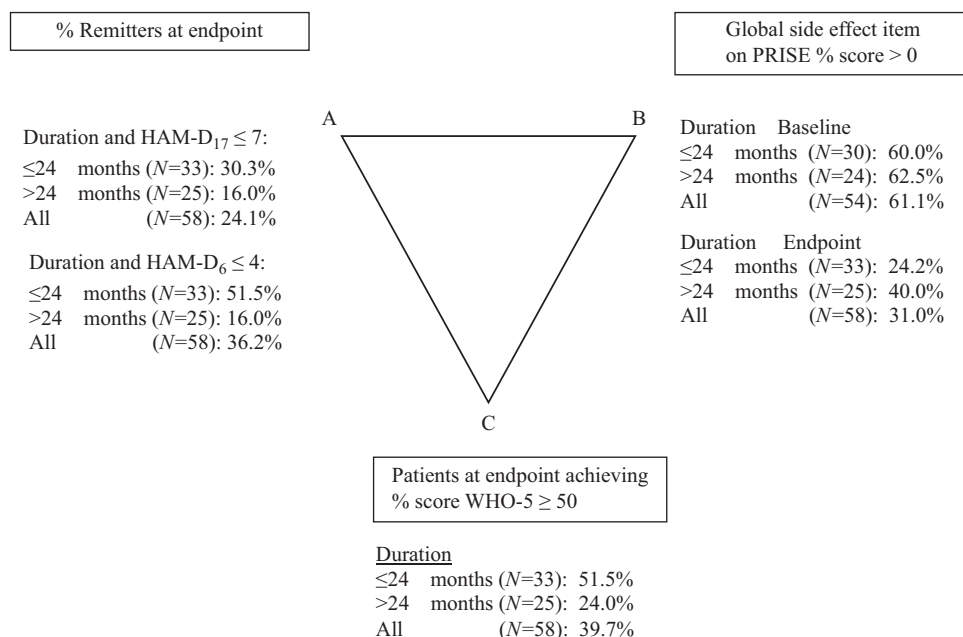 % Remitters at endpoint
Global side effect item
on PRISE % score > 0
A
B
Duration and HAM-D₁₇ ≤ 7:
≤24 months (N=33): 30.3%
>24 months (N=25): 16.0%
All (N=58): 24.1%
Duration and HAM-D₆ ≤ 4:
≤24 months (N=33): 51.5%
>24 months (N=25): 16.0%
All (N=58): 36.2%
Duration Baseline
≤24 months (N=30): 60.0%
>24 months (N=24): 62.5%
All (N=54): 61.1%
Duration Endpoint
≤24 months (N=33): 24.2%
>24 months (N=25): 40.0%
All (N=58): 31.0%
C
Patients at endpoint achieving
% score WHO-5 ≥ 50
Duration
≤24 months (N=33): 51.5%
>24 months (N=25): 24.0%
All (N=58): 39.7%